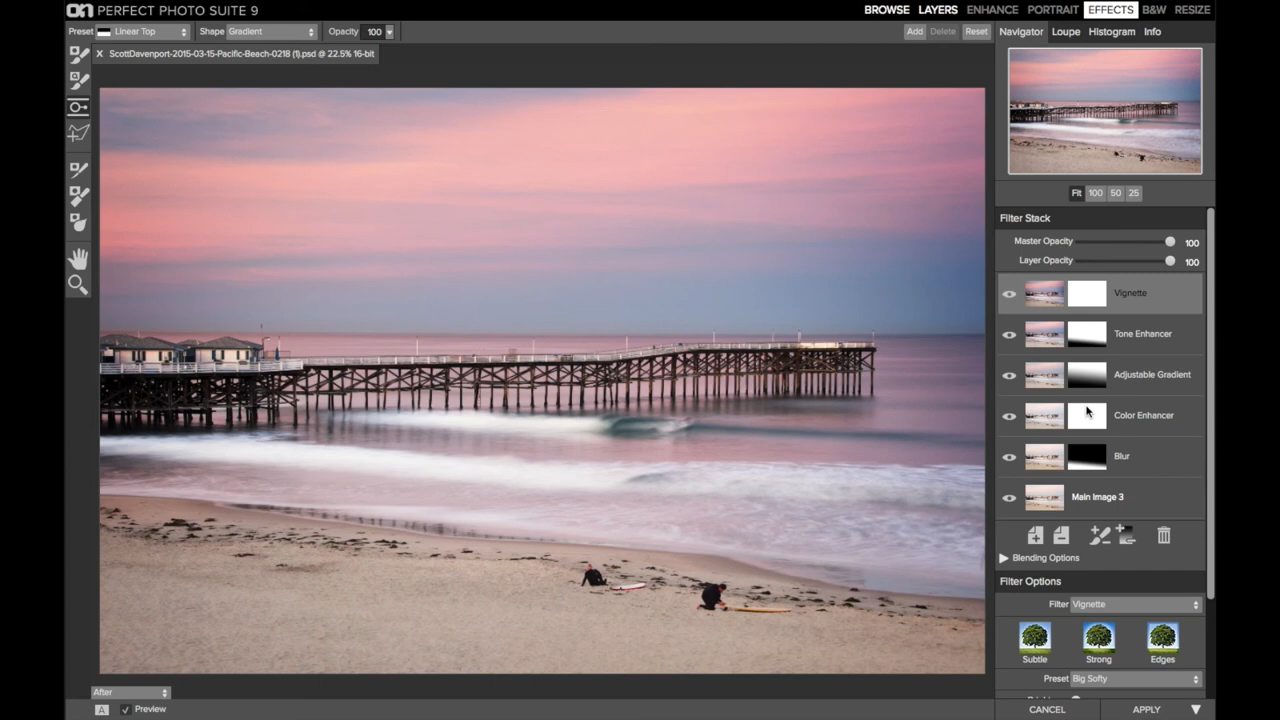 on PERFECT PHOTO SUITE 9
BROWSE LAYERS ENHANCE PORTRAIT EFFECTS B&W RESIZE
Preset Linear Top Shape Gradient Opacity 100
Add Delete Reset
Navigator Loupe Histogram Info
X ScottDavenport-2015-03-15-Pacific-Beach-0218 (1).psd @ 22.5% 16-bit
Fit 100 50 25
Filter Stack
Master Opacity 100
Layer Opacity 100
Vignette
Tone Enhancer
Adjustable Gradient
Color Enhancer
Blur
Main Image 3
Blending Options
Filter Options
Filter Vignette
Subtle Strong Edges
Preset Big Softy
After
A Preview
CANCEL APPLY